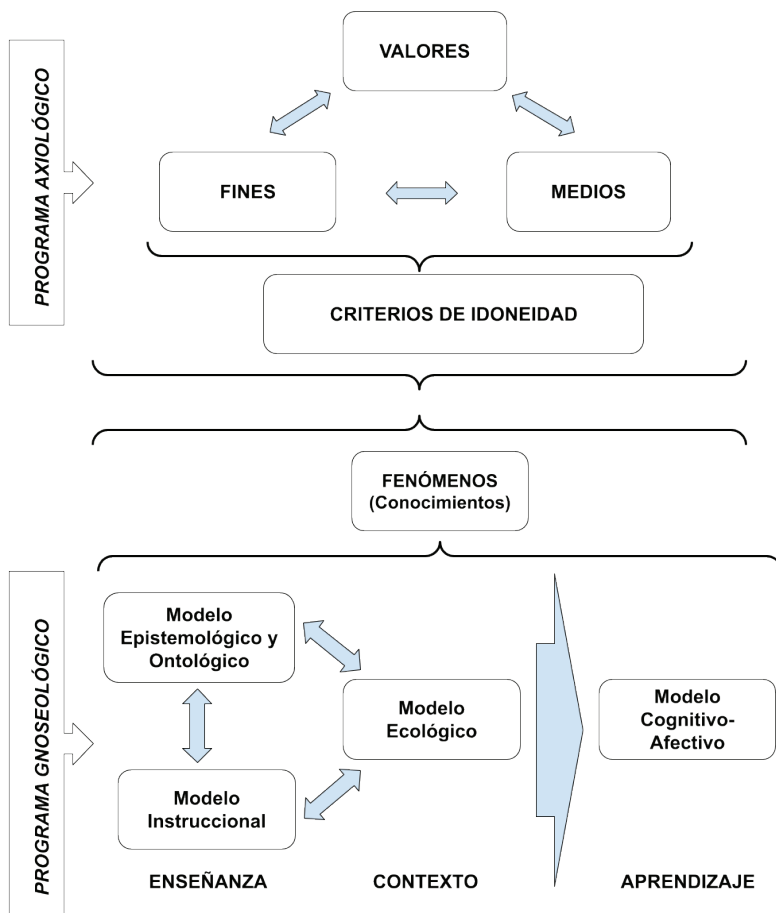 PROGRAMA AXIOLÓGICO
VALORES
FINES
MEDIOS
CRITERIOS DE IDONEIDAD
FENÓMENOS
(Conocimientos)
PROGRAMA GNOSEOLÓGICO
Modelo
Epistemológico y
Ontológico
Modelo
Ecológico
Modelo
Cognitivo-
Afectivo
Modelo
Instruccional
ENSEÑANZA
CONTEXTO
APRENDIZAJE